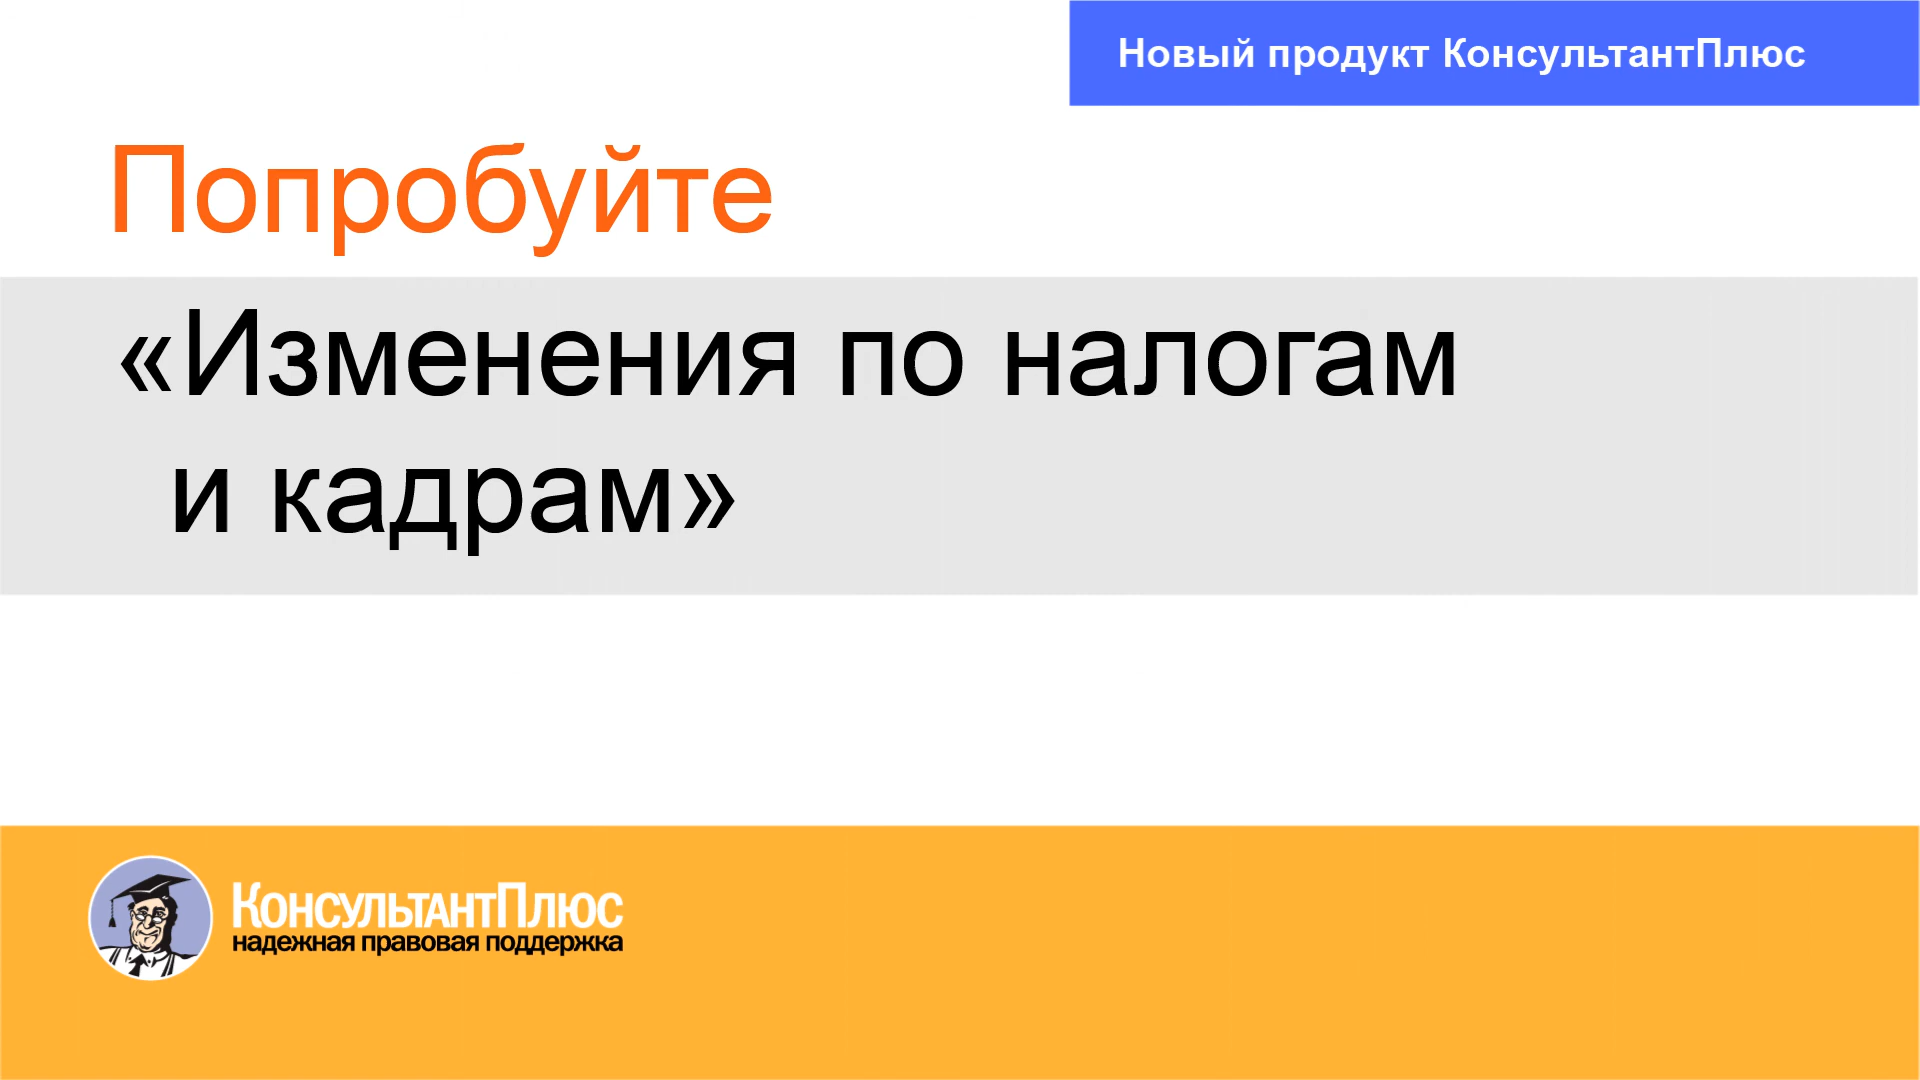 Новый продукт КонсультантПлюс
Попробуйте
«Изменения по налогам
и кадрам»
КонсультантПлюс
надежная правовая поддержка